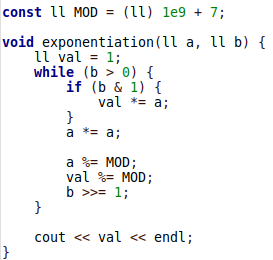 const ll MOD = (ll) 1e9 + 7;

void exponentiation(ll a, ll b) {
    ll val = 1;
    while (b > 0) {
        if (b & 1) {
            val *= a;
        }
        a *= a;

        a %= MOD;
        val %= MOD;
        b >>= 1;
    }

    cout << val << endl;
}